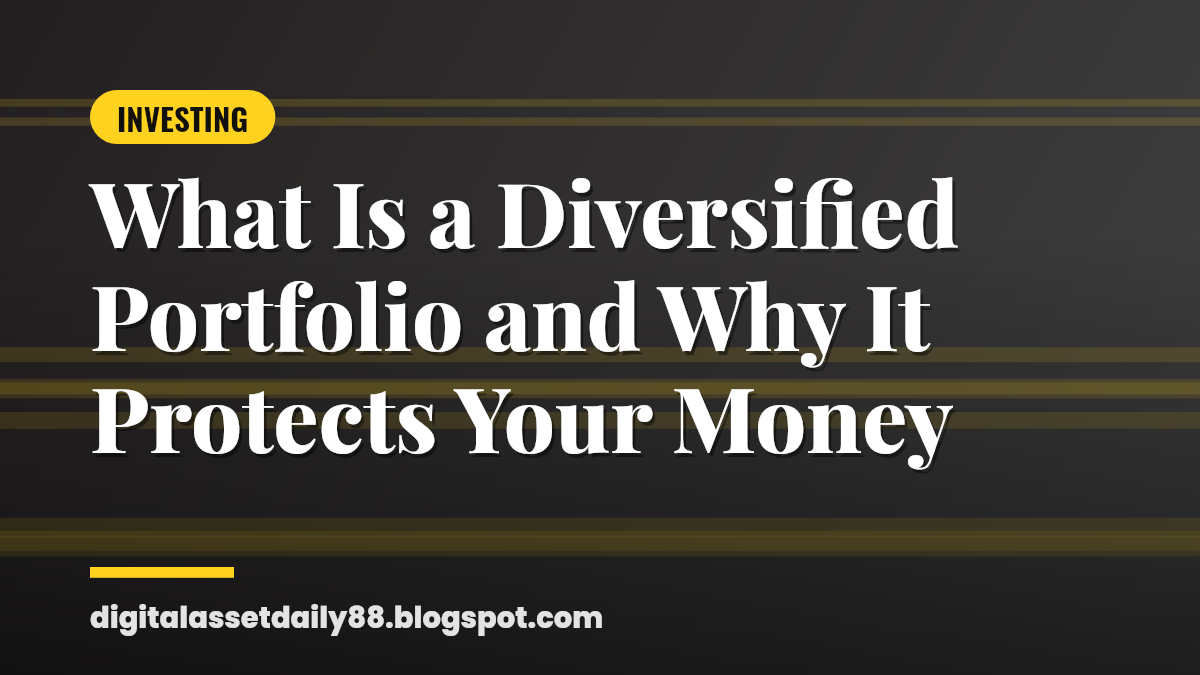 INVESTING
What Is a Diversified
Portfolio and Why It
Protects Your Money
digitalassetdaily88.blogspot.com